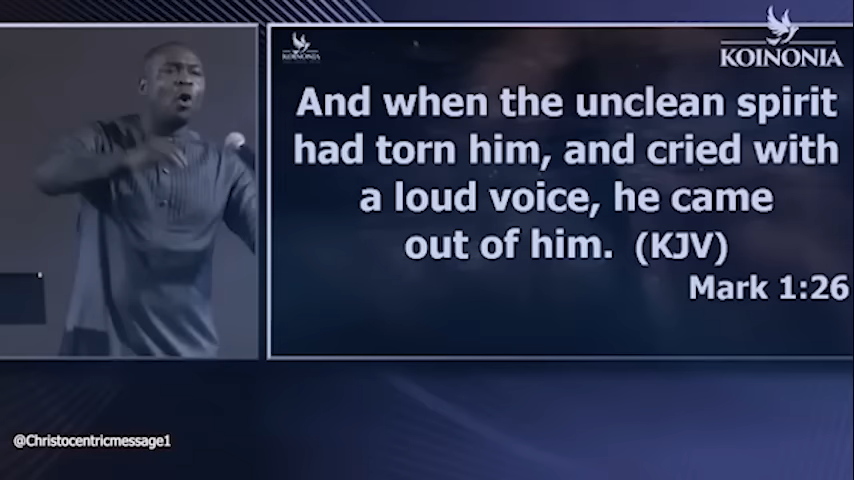 KOINONIA
KOINONIA
And when the unclean spirit
had torn him, and cried with
a loud voice, he came
out of him. (KJV)
Mark 1:26
@Christocentricmessage1